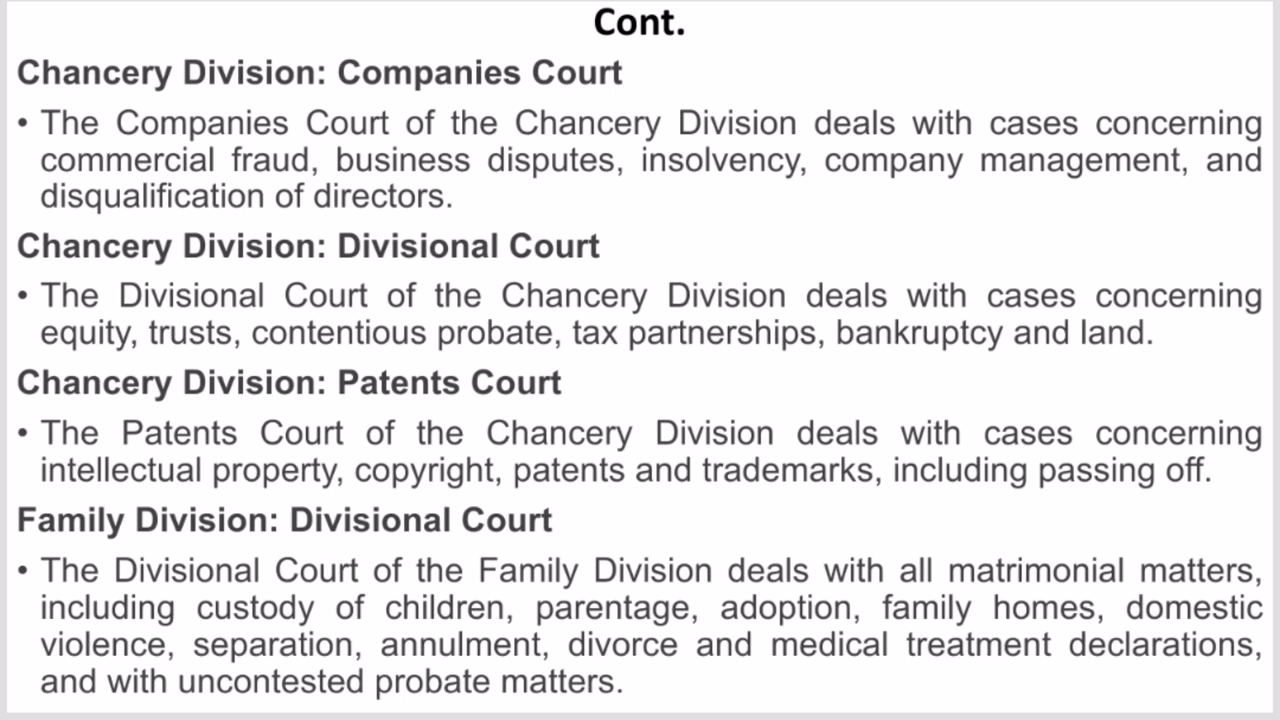 Cont.
Chancery Division: Companies Court
• The Companies Court of the Chancery Division deals with cases concerning
commercial fraud, business disputes, insolvency, company management, and
disqualification of directors.
Chancery Division: Divisional Court
• The Divisional Court of the Chancery Division deals with cases concerning
equity, trusts, contentious probate, tax partnerships, bankruptcy and land.
Chancery Division: Patents Court
• The Patents Court of the Chancery Division deals with cases concerning
intellectual property, copyright, patents and trademarks, including passing off.
Family Division: Divisional Court
• The Divisional Court of the Family Division deals with all matrimonial matters,
including custody of children, parentage, adoption, family homes, domestic
violence, separation, annulment, divorce and medical treatment declarations,
and with uncontested probate matters.